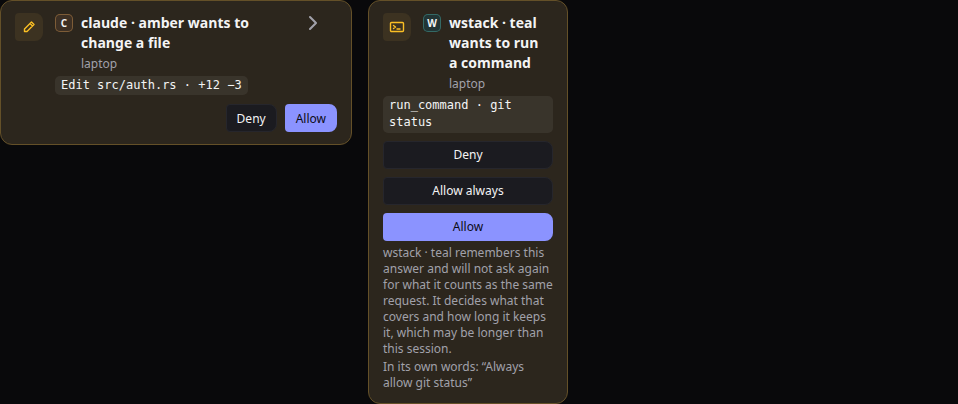 C claude · amber wants to
change a file
laptop
Edit src/auth.rs · +12 −3
Deny Allow
W wstack · teal
wants to run
a command
laptop
run_command · git
status
Deny
Allow always
Allow
wstack · teal remembers this
answer and will not ask again
for what it counts as the same
request. It decides what that
covers and how long it keeps
it, which may be longer than
this session.
In its own words: “Always
allow git status”